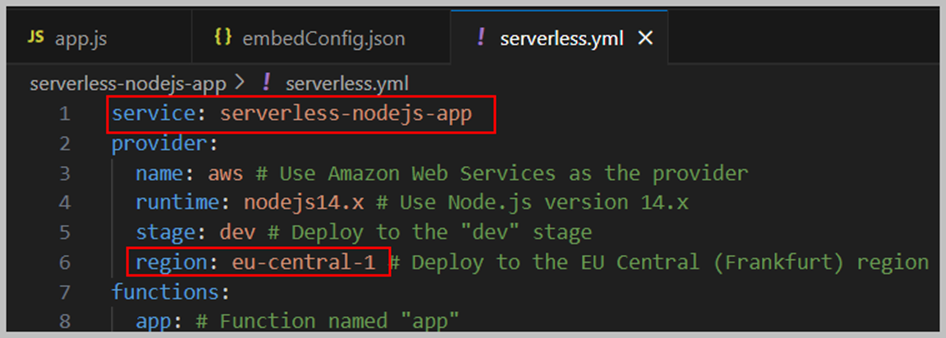 JS app.js {} embedConfig.json ! serverless.yml ×
serverless-nodejs-app > ! serverless.yml
1 service: serverless-nodejs-app
2 provider:
3 name: aws # Use Amazon Web Services as the provider
4 runtime: nodejs14.x # Use Node.js version 14.x
5 stage: dev # Deploy to the "dev" stage
6 region: eu-central-1 # Deploy to the EU Central (Frankfurt) region
7 functions:
8 app: # Function named "app"